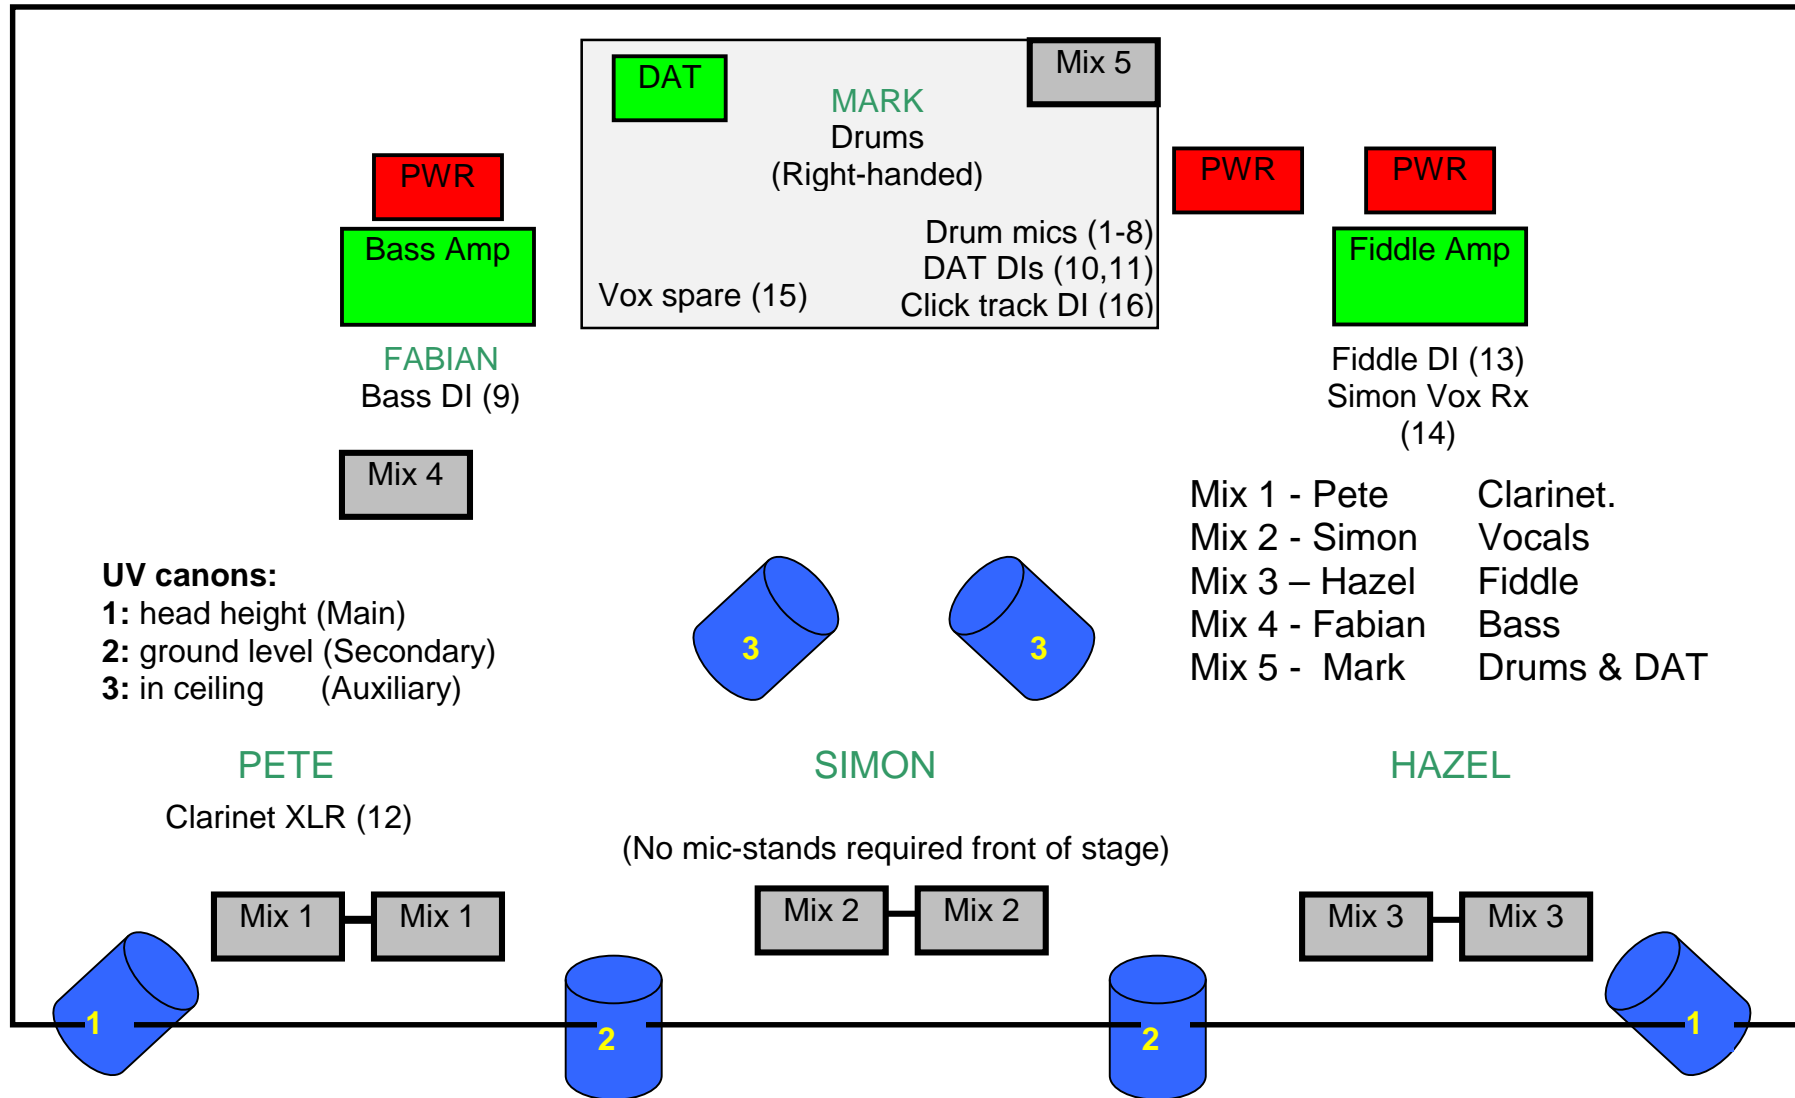 DAT
Mix 5
MARK
Drums
(Right-handed)
PWR
PWR
PWR
Bass Amp
Drum mics (1-8)
DAT DIs (10,11)
Click track DI (16)
Vox spare (15)
Fiddle Amp
FABIAN
Bass DI (9)
Fiddle DI (13)
Simon Vox Rx
(14)
Mix 4
Mix 1 - Pete Clarinet.
Mix 2 - Simon Vocals
Mix 3 – Hazel Fiddle
Mix 4 - Fabian Bass
Mix 5 - Mark Drums & DAT
UV canons:
1: head height (Main)
2: ground level (Secondary)
3: in ceiling (Auxiliary)
3
3
PETE
SIMON
HAZEL
Clarinet XLR (12)
(No mic-stands required front of stage)
Mix 1
Mix 1
Mix 2
Mix 2
Mix 3
Mix 3
1
2
2
1